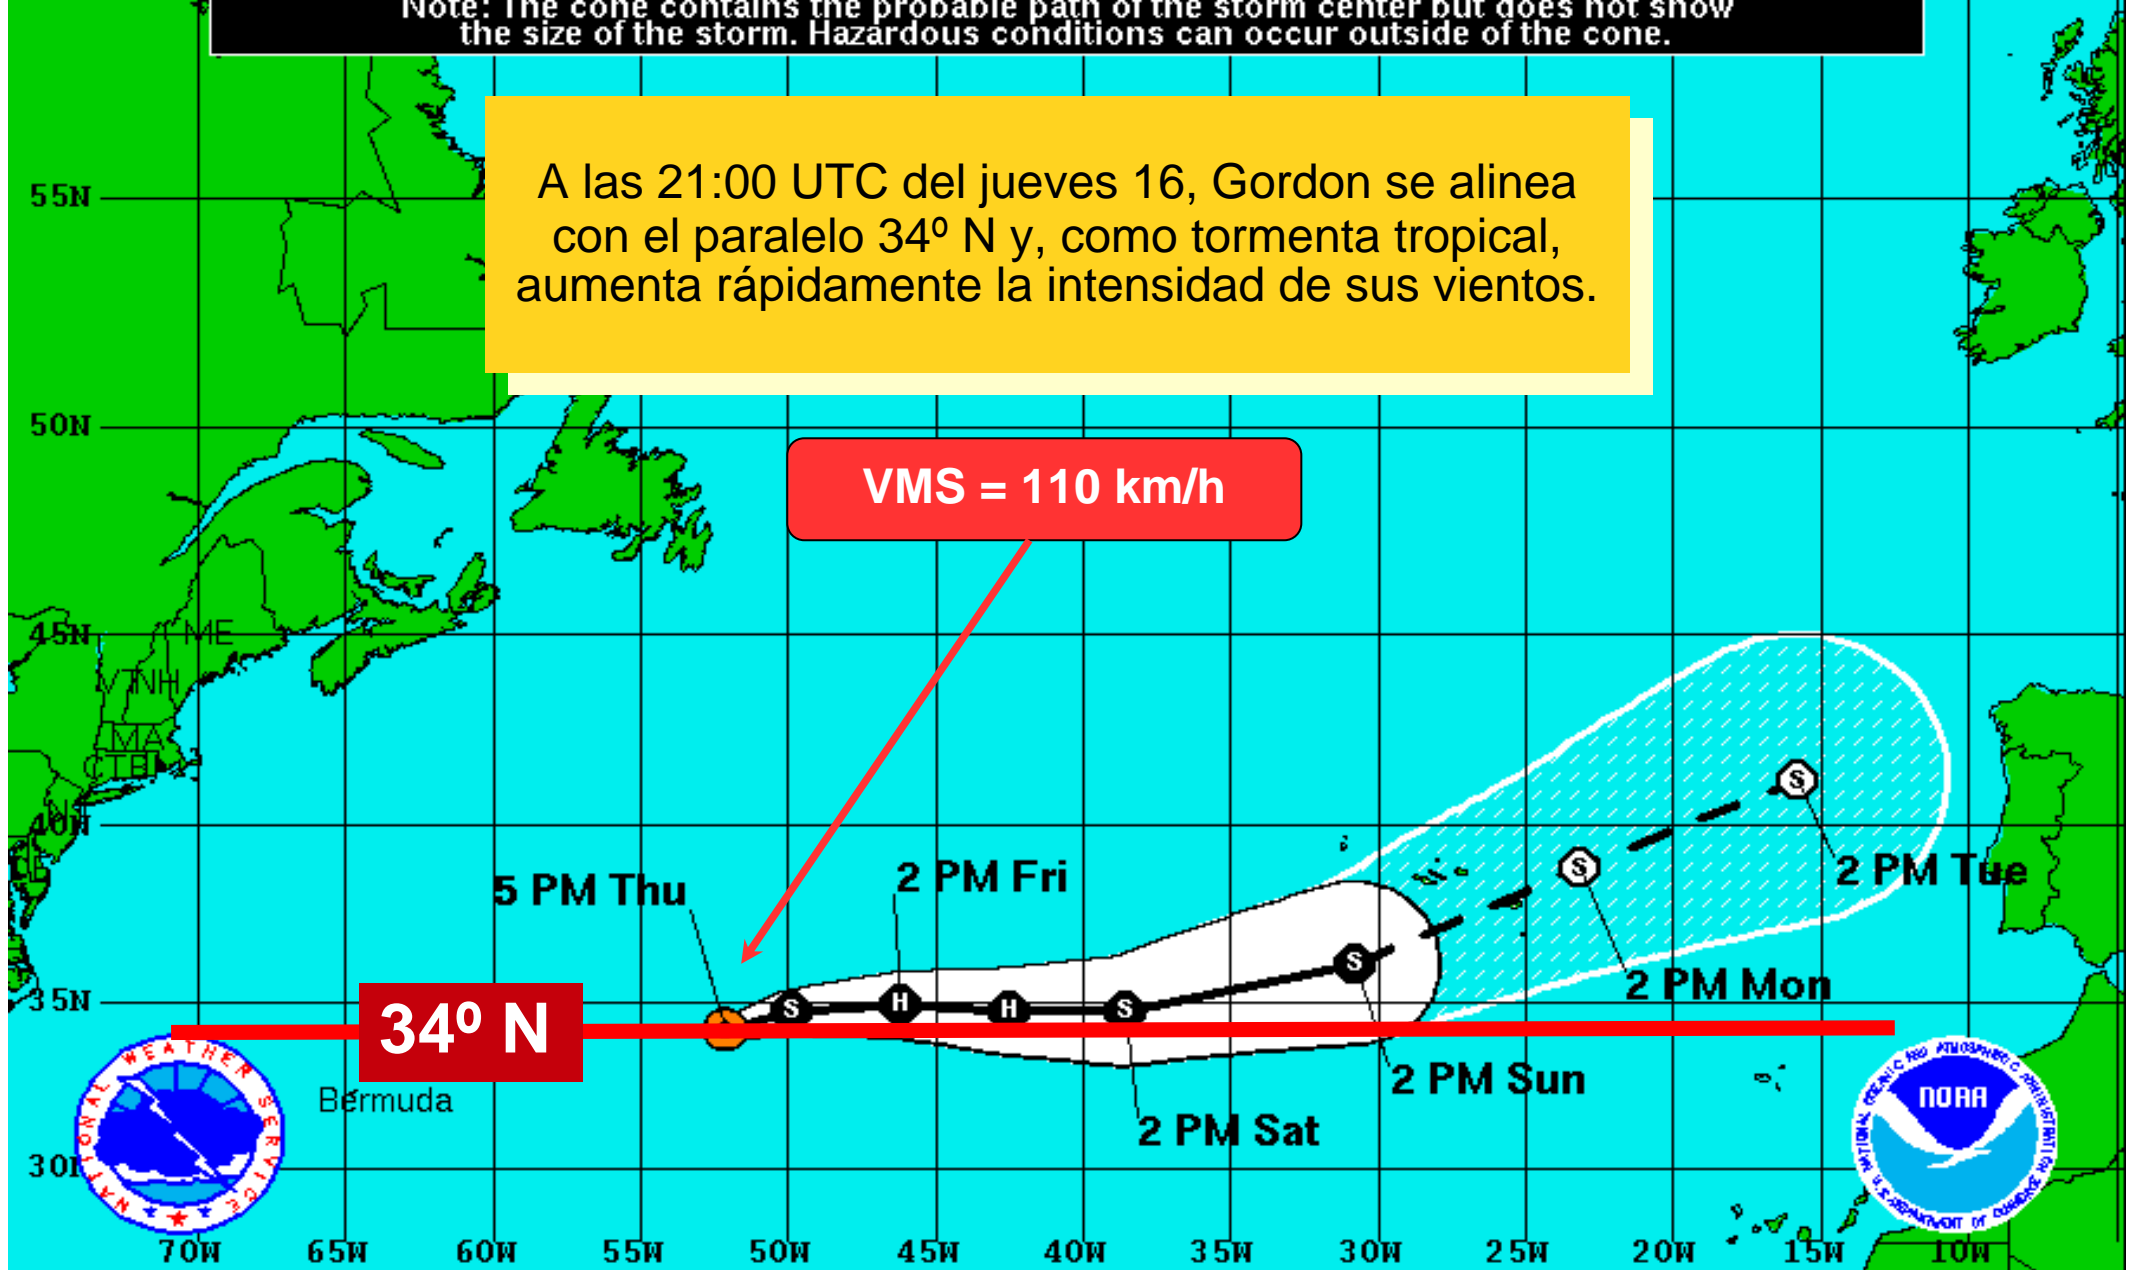 Note: The cone contains the probable path of the storm center but does not show
the size of the storm. Hazardous conditions can occur outside of the cone.
A las 21:00 UTC del jueves 16, Gordon se alinea
con el paralelo 34º N y, como tormenta tropical,
aumenta rápidamente la intensidad de sus vientos.
55N
50N
VMS = 110 km/h
45N
ME
VT NH
MA
CT RI
40N
2 PM Fri
5 PM Thu
2 PM Tue
S
S
S
2 PM Mon
35N
S
H
H
S
34º N
2 PM Sun
Bermuda
2 PM Sat
30N
NATIONAL WEATHER SERVICE
NOAA
70W 65W 60W 55W 50W 45W 40W 35W 30W 25W 20W 15W 10W